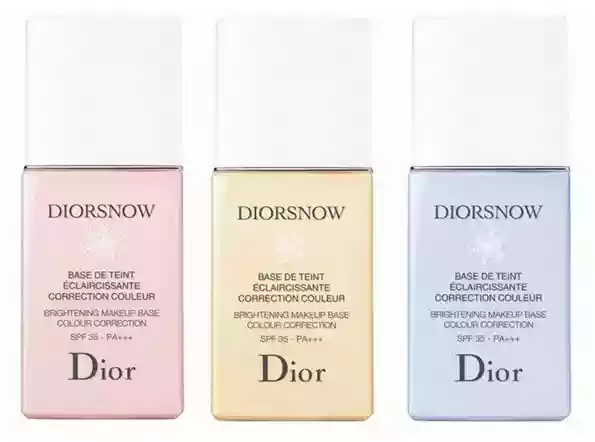 DIORSNOW
BASE DE TEINT
ÉCLAIRCISSANTE
CORRECTION COULEUR
BRIGHTENING MAKEUP BASE
COLOUR CORRECTION
SPF 35 - PA+++
Dior
DIORSNOW
BASE DE TEINT
ÉCLAIRCISSANTE
CORRECTION COULEUR
BRIGHTENING MAKEUP BASE
COLOUR CORRECTION
SPF 35 - PA+++
Dior
DIORSNOW
BASE DE TEINT
ÉCLAIRCISSANTE
CORRECTION COULEUR
BRIGHTENING MAKEUP BASE
COLOUR CORRECTION
SPF 35 - PA+++
Dior